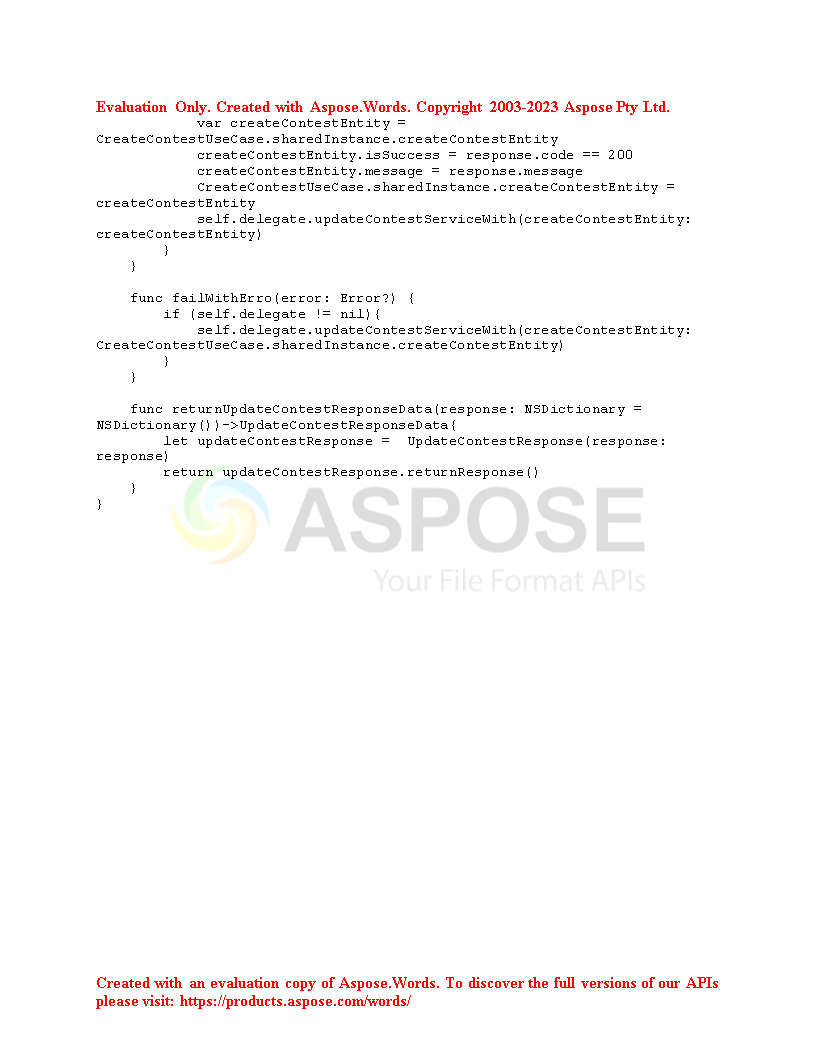 Evaluation Only. Created with Aspose.Words. Copyright 2003-2023 Aspose Pty Ltd.
            var createContestEntity =
CreateContestUseCase.sharedInstance.createContestEntity
            createContestEntity.isSuccess = response.code == 200
            createContestEntity.message = response.message
            CreateContestUseCase.sharedInstance.createContestEntity =
createContestEntity
            self.delegate.updateContestServiceWith(createContestEntity:
createContestEntity)
        }
    }

    func failWithErro(error: Error?) {
        if (self.delegate != nil){
            self.delegate.updateContestServiceWith(createContestEntity:
CreateContestUseCase.sharedInstance.createContestEntity)
        }
    }

    func returnUpdateContestResponseData(response: NSDictionary =
NSDictionary())->UpdateContestResponseData{
        let updateContestResponse =  UpdateContestResponse(response:
response)
        return updateContestResponse.returnResponse()
    }
}
ASPOSE
Your File Format APIs
Created with an evaluation copy of Aspose.Words. To discover the full versions of our APIs
please visit: https://products.aspose.com/words/